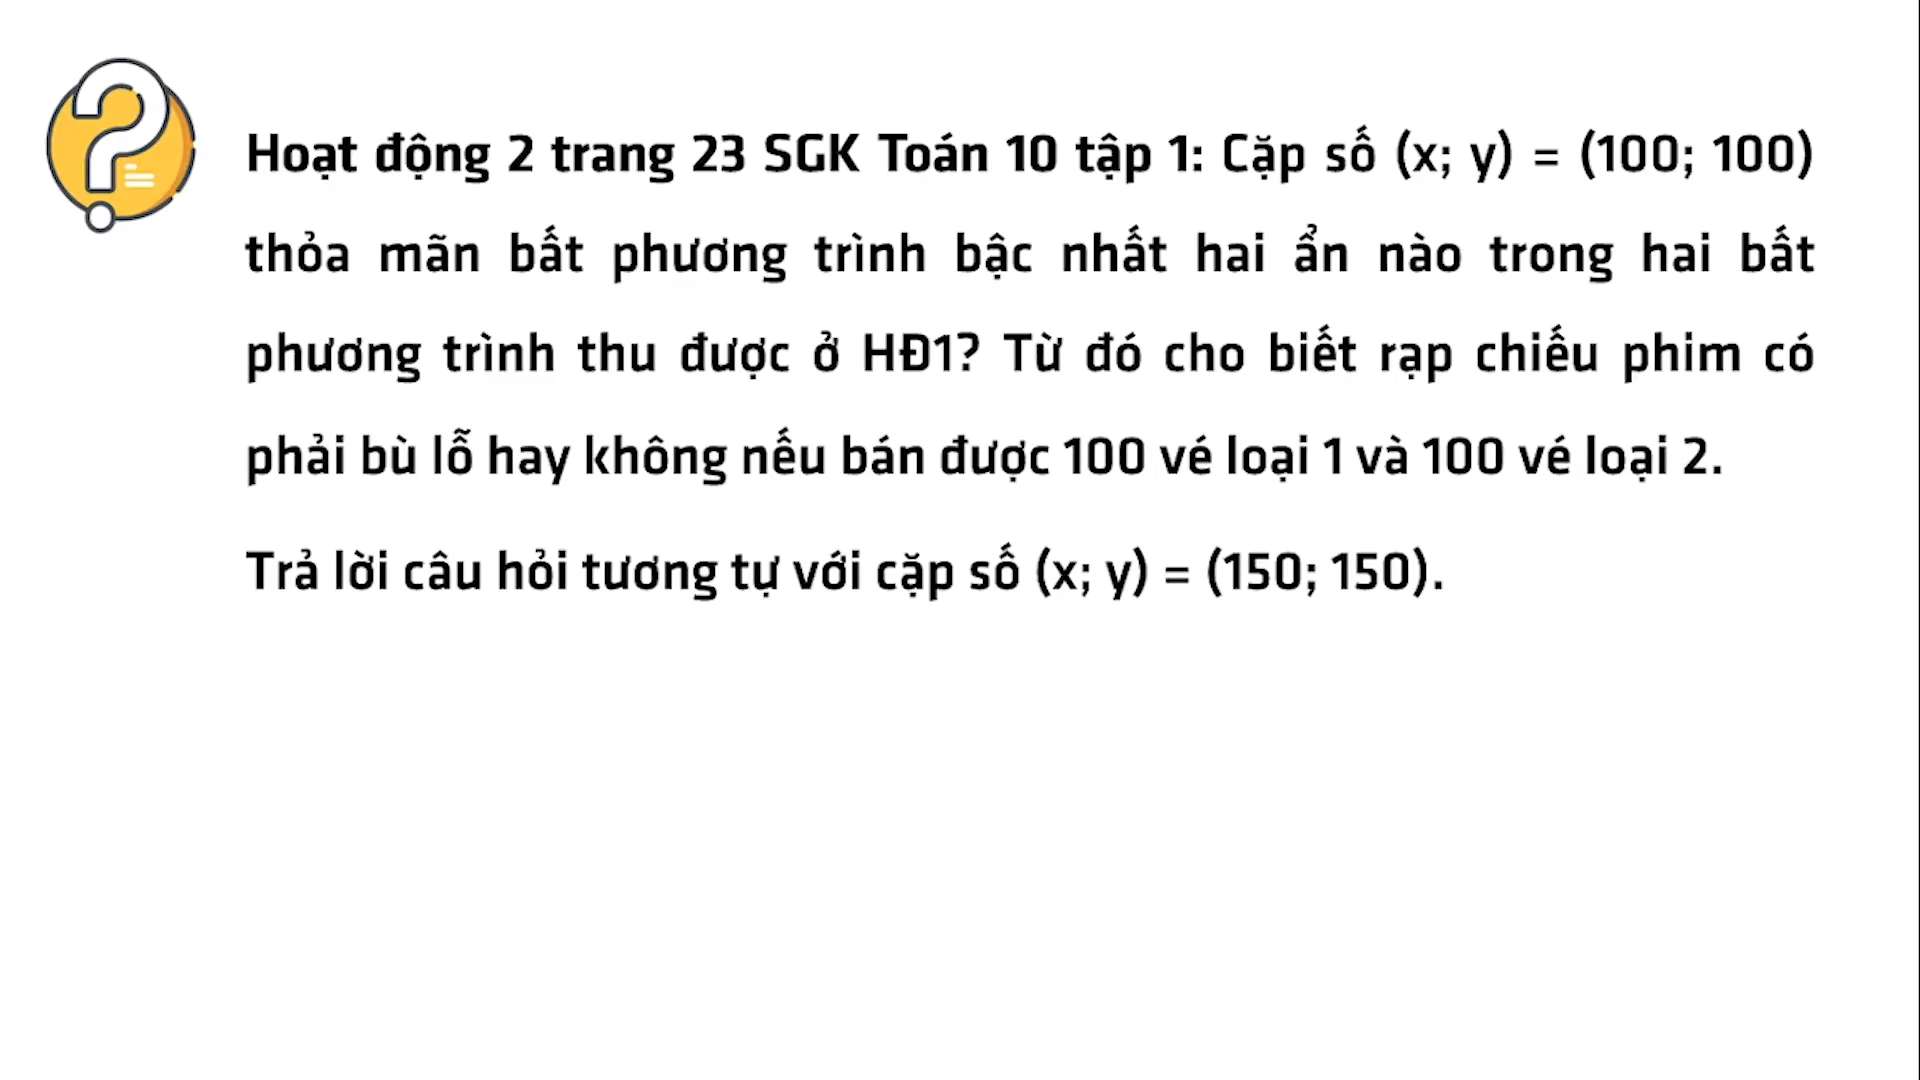 Hoạt động 2 trang 23 SGK Toán 10 tập 1: Cặp số (x; y) = (100; 100)
thỏa mãn bất phương trình bậc nhất hai ẩn nào trong hai bất
phương trình thu được ở HĐ1? Từ đó cho biết rạp chiếu phim có
phải bù lỗ hay không nếu bán được 100 vé loại 1 và 100 vé loại 2.
Trả lời câu hỏi tương tự với cặp số (x; y) = (150; 150).